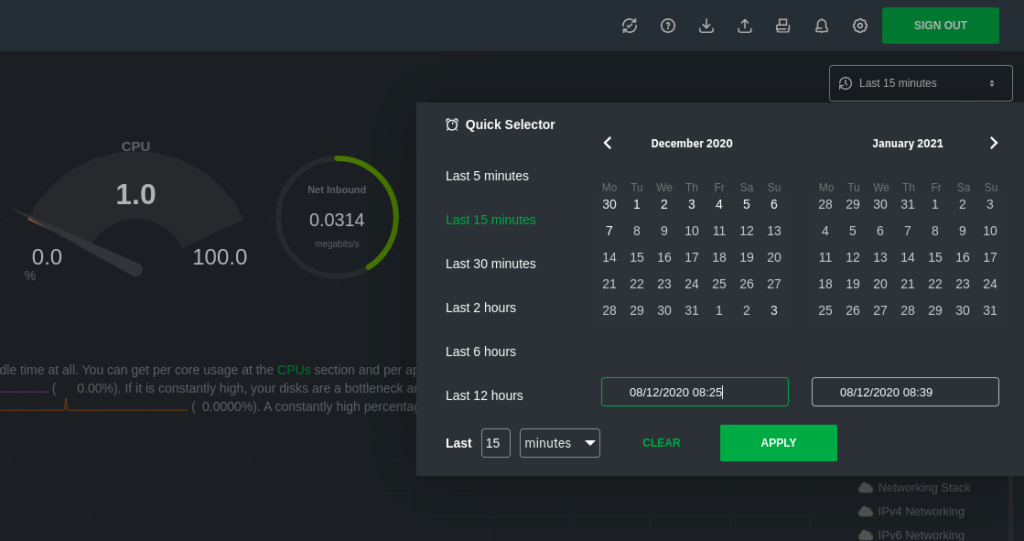 SIGN OUT
Last 15 minutes
Quick Selector
Last 5 minutes
Last 15 minutes
Last 30 minutes
Last 2 hours
Last 6 hours
Last 12 hours
Last 15 minutes
December 2020
Mo Tu We Th Fr Sa Su
30 1 2 3 4 5 6
7 8 9 10 11 12 13
14 15 16 17 18 19 20
21 22 23 24 25 26 27
28 29 30 31 1 2 3
January 2021
Mo Tu We Th Fr Sa Su
28 29 30 31 1 2 3
4 5 6 7 8 9 10
11 12 13 14 15 16 17
18 19 20 21 22 23 24
25 26 27 28 29 30 31
08/12/2020 08:25
08/12/2020 08:39
CLEAR
APPLY
CPU
1.0
0.0
100.0
%
Net Inbound
0.0314
megabits/s
time at all. You can get per core usage at the CPUs section and per
( 0.00%). If it is constantly high, your disks are a bottleneck
( 0.0000%). A constantly high
Networking Stack
IPv4 Networking
IPv6 Networking